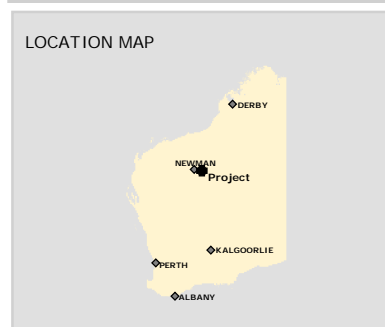 LOCATION MAP
DERBY
NEWMAN
Project
KALGOORLIE
PERTH
ALBANY